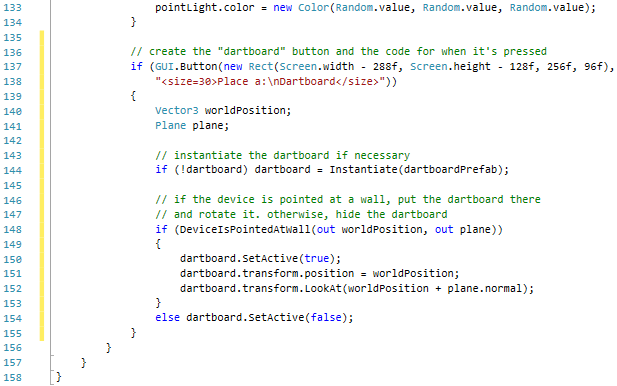 133 pointLight.color = new Color(Random.value, Random.value, Random.value);
134 }
135
136 // create the "dartboard" button and the code for when it's pressed
137 if (GUI.Button(new Rect(Screen.width - 288f, Screen.height - 128f, 256f, 96f),
138 "<size=30>Place a:\nDartboard</size>"))
139 {
140 Vector3 worldPosition;
141 Plane plane;
142
143 // instantiate the dartboard if necessary
144 if (!dartboard) dartboard = Instantiate(dartboardPrefab);
145
146 // if the device is pointed at a wall, put the dartboard there
147 // and rotate it. otherwise, hide the dartboard
148 if (DeviceIsPointedAtWall(out worldPosition, out plane))
149 {
150 dartboard.SetActive(true);
151 dartboard.transform.position = worldPosition;
152 dartboard.transform.LookAt(worldPosition + plane.normal);
153 }
154 else dartboard.SetActive(false);
155 }
156 }
157 }
158 }